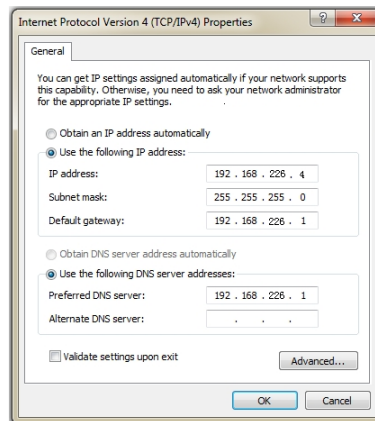 Internet Protocol Version 4 (TCP/IPv4) Properties
General
You can get IP settings assigned automatically if your network supports
this capability. Otherwise, you need to ask your network administrator
for the appropriate IP settings.
Obtain an IP address automatically
Use the following IP address:
IP address: 192 . 168 . 226 . 4
Subnet mask: 255 . 255 . 255 . 0
Default gateway: 192 . 168 . 226 . 1
Obtain DNS server address automatically
Use the following DNS server addresses:
Preferred DNS server: 192 . 168 . 226 . 1
Alternate DNS server: . . .
Validate settings upon exit
Advanced...
OK Cancel